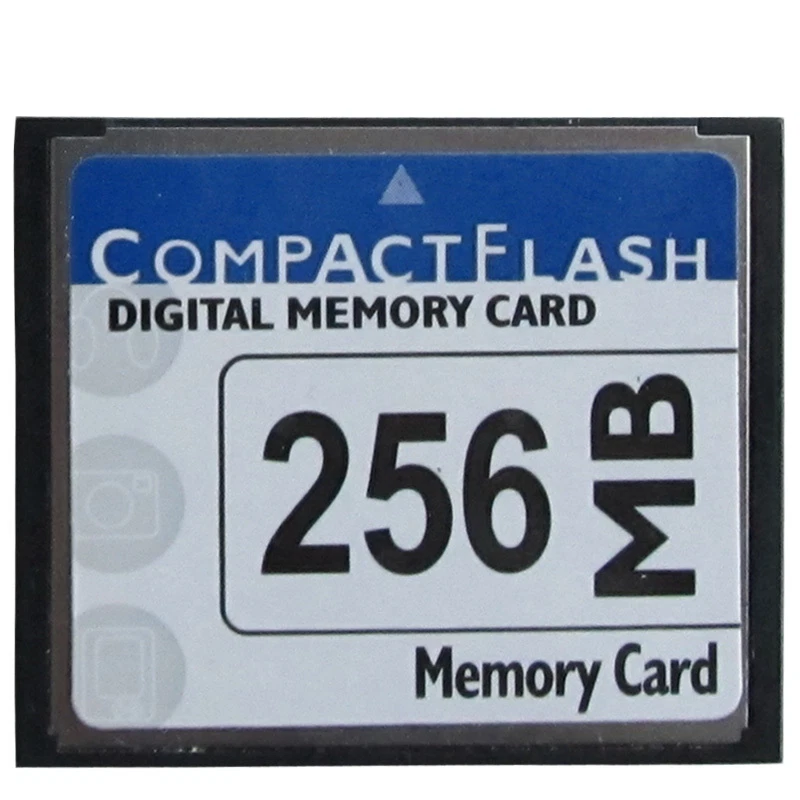 COMPACTFLASH
DIGITAL MEMORY CARD
256 MB
Memory Card